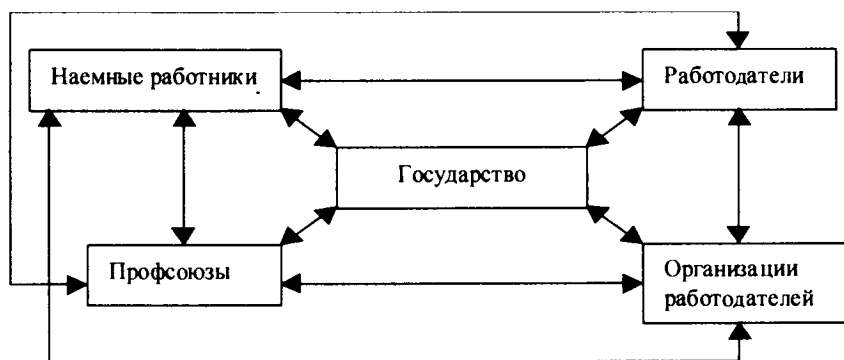 Наемные работники
Работодатели
Государство
Профсоюзы
Организации
работодателей